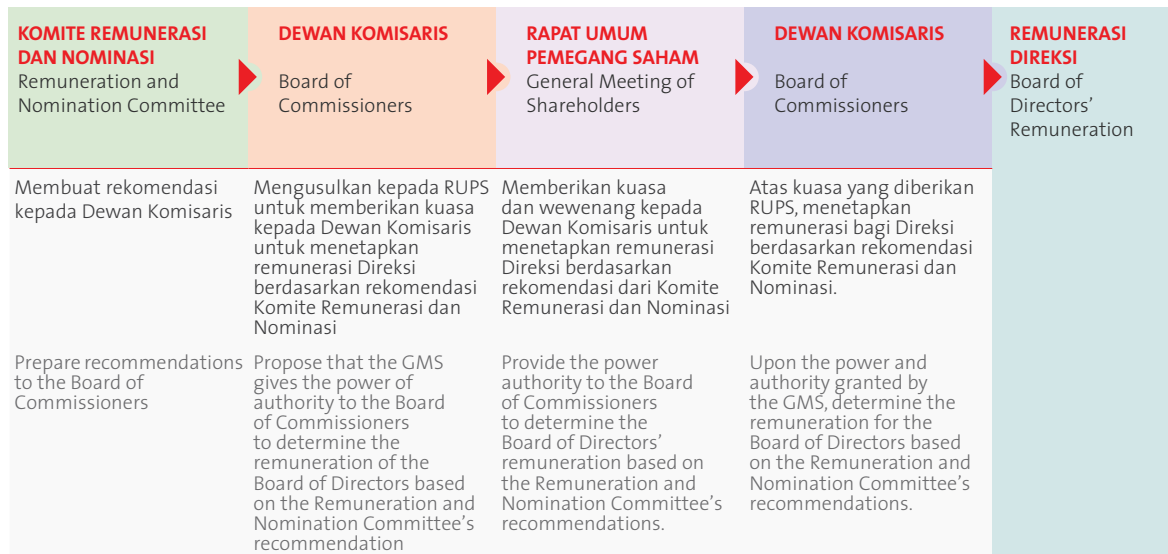 KOMITE REMUNERASI
DAN NOMINASI
Remuneration and
Nomination Committee
DEWAN KOMISARIS
Board of
Commissioners
RAPAT UMUM
PEMEGANG SAHAM
General Meeting of
Shareholders
DEWAN KOMISARIS
Board of
Commissioners
REMUNERASI
DIREKSI
Board of
Directors’
Remuneration
Membuat rekomendasi
kepada Dewan Komisaris
Mengusulkan kepada RUPS
untuk memberikan kuasa
kepada Dewan Komisaris
untuk menetapkan
remunerasi Direksi
berdasarkan rekomendasi
Komite Remunerasi dan
Nominasi
Memberikan kuasa
dan wewenang kepada
Dewan Komisaris untuk
menetapkan remunerasi
Direksi berdasarkan
rekomendasi dari Komite
Remunerasi dan Nominasi
Atas kuasa yang diberikan
RUPS, menetapkan
remunerasi bagi Direksi
berdasarkan rekomendasi
Komite Remunerasi dan
Nominasi.
Prepare recommendations
to the Board of
Commissioners
Propose that the GMS
gives the power of
authority to the Board
of Commissioners
to determine the
remuneration of the
Board of Directors based
on the Remuneration and
Nomination Committee’s
recommendation
Provide the power
authority to the Board
of Commissioners
to determine the
Board of Directors’
remuneration based on
the Remuneration and
Nomination Committee’s
recommendations.
Upon the power and
authority granted by
the GMS, determine the
remuneration for the
Board of Directors based
on the Remuneration and
Nomination Committee’s
recommendations.